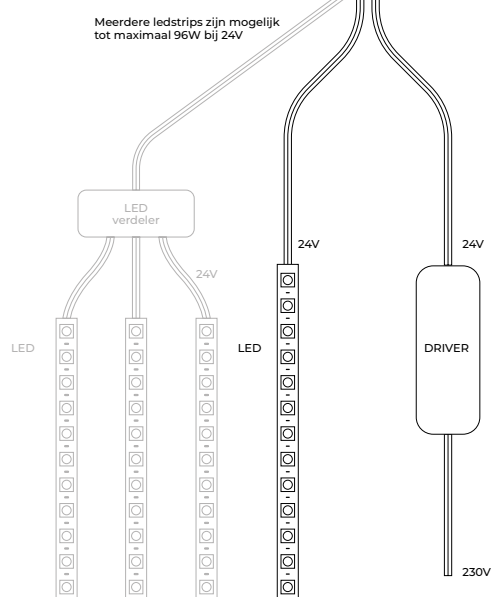 Meerdere ledstrips zijn mogelijk
tot maximaal 96W bij 24V
LED
verdeler
24V
24V
24V
LED
LED
DRIVER
230V